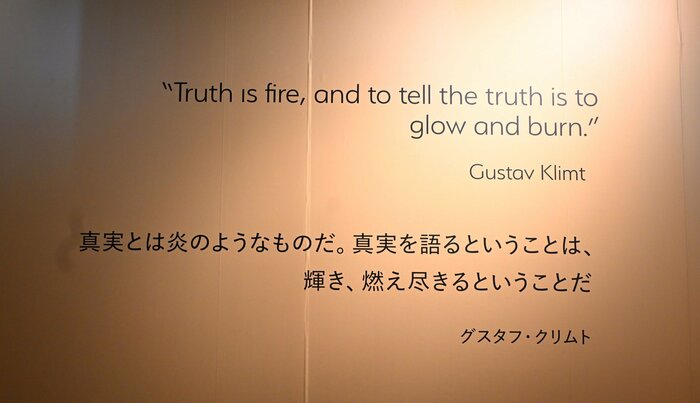 “Truth is fire, and to tell the truth is to
glow and burn.”
Gustav Klimt
真実とは炎のようなものだ。真実を語るということは、
輝き、燃え尽きるということだ
グスタフ・クリムト